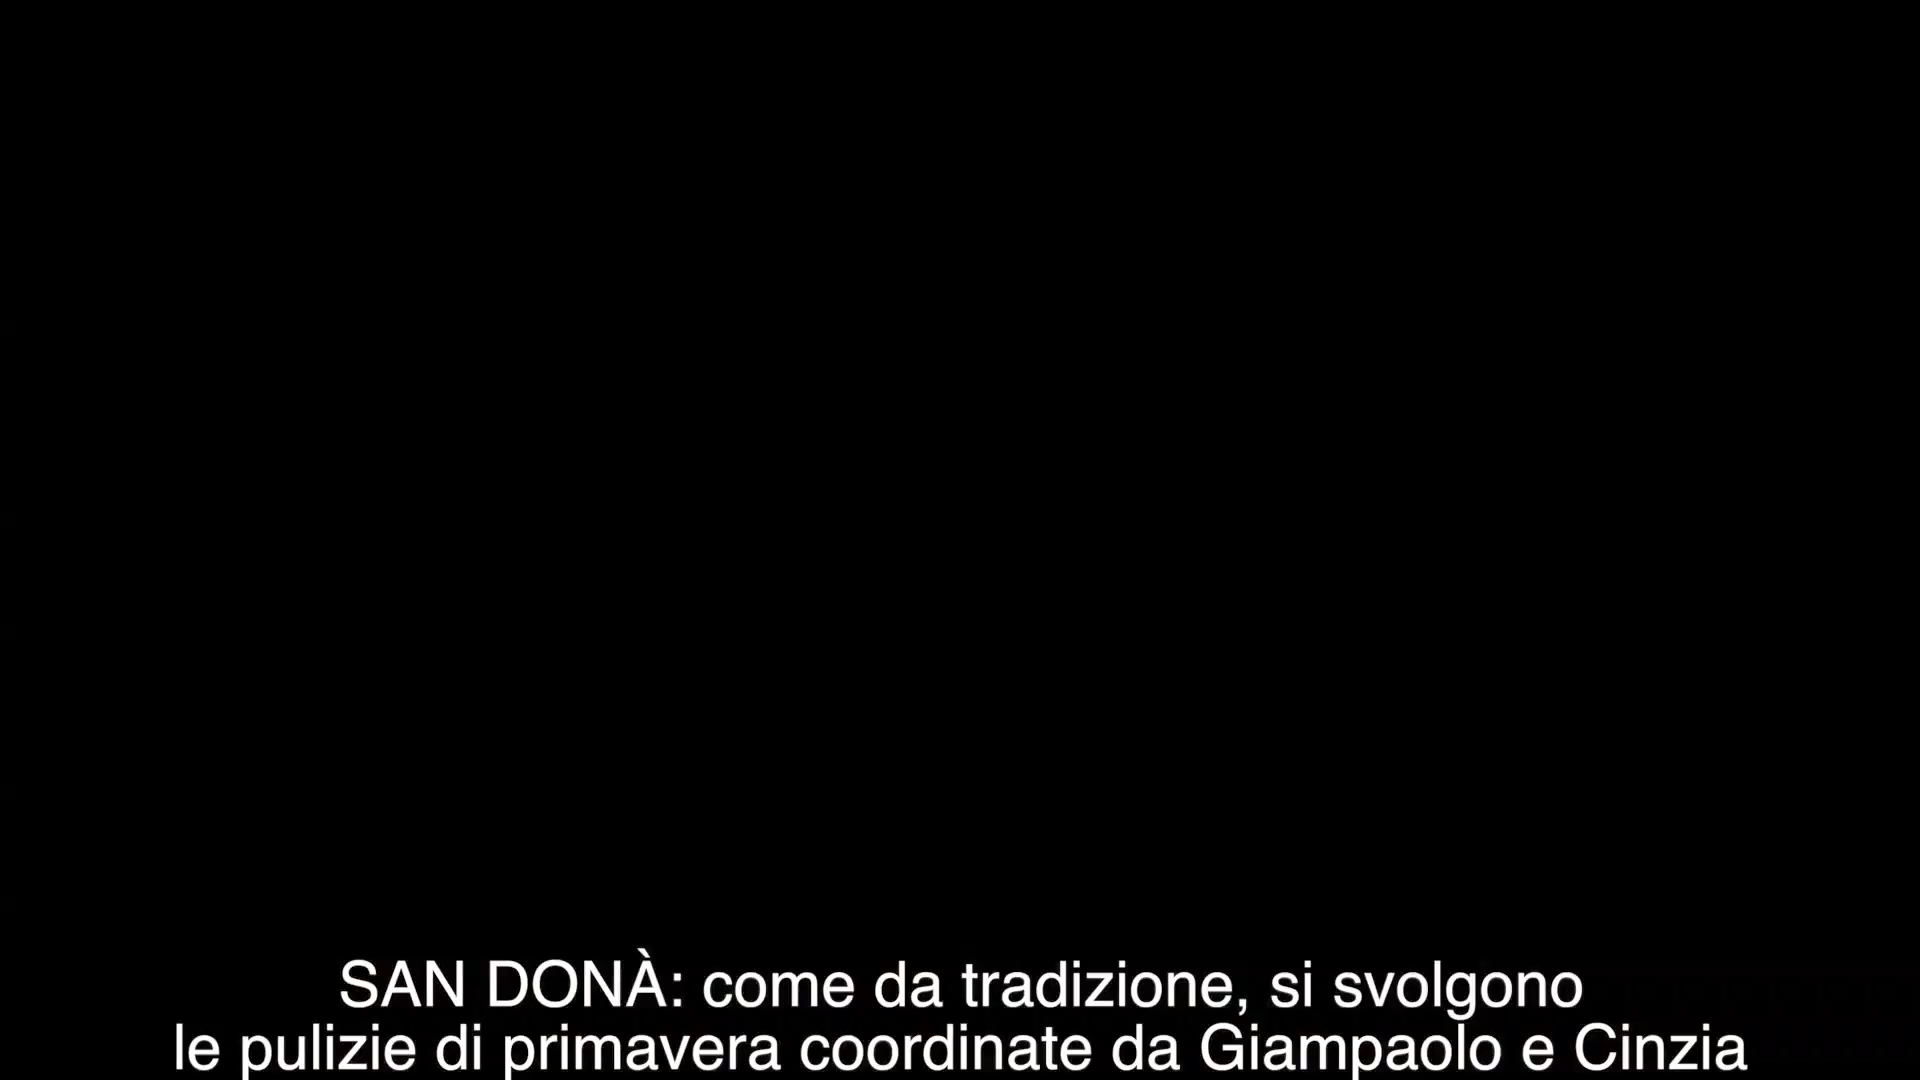 SAN DONÀ: come da tradizione, si svolgono
le pulizie di primavera coordinate da Giampaolo e Cinzia